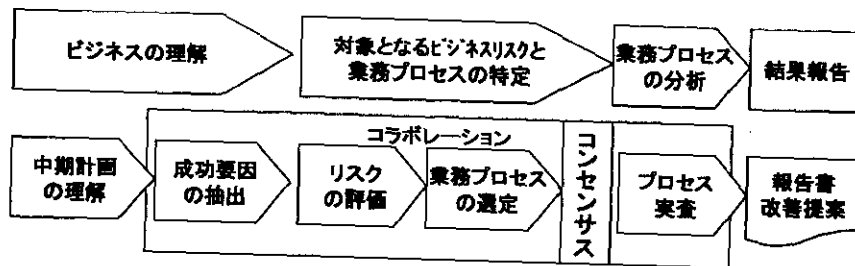 ビジネスの理解
対象となるビジネスリスクと
業務プロセスの特定
業務プロセス
の分析
結果報告
コラボレーション
中期計画
の理解
成功要因
の抽出
リスク
の評価
業務プロセス
の選定
コンセンサス
プロセス
実査
報告書
改善提案